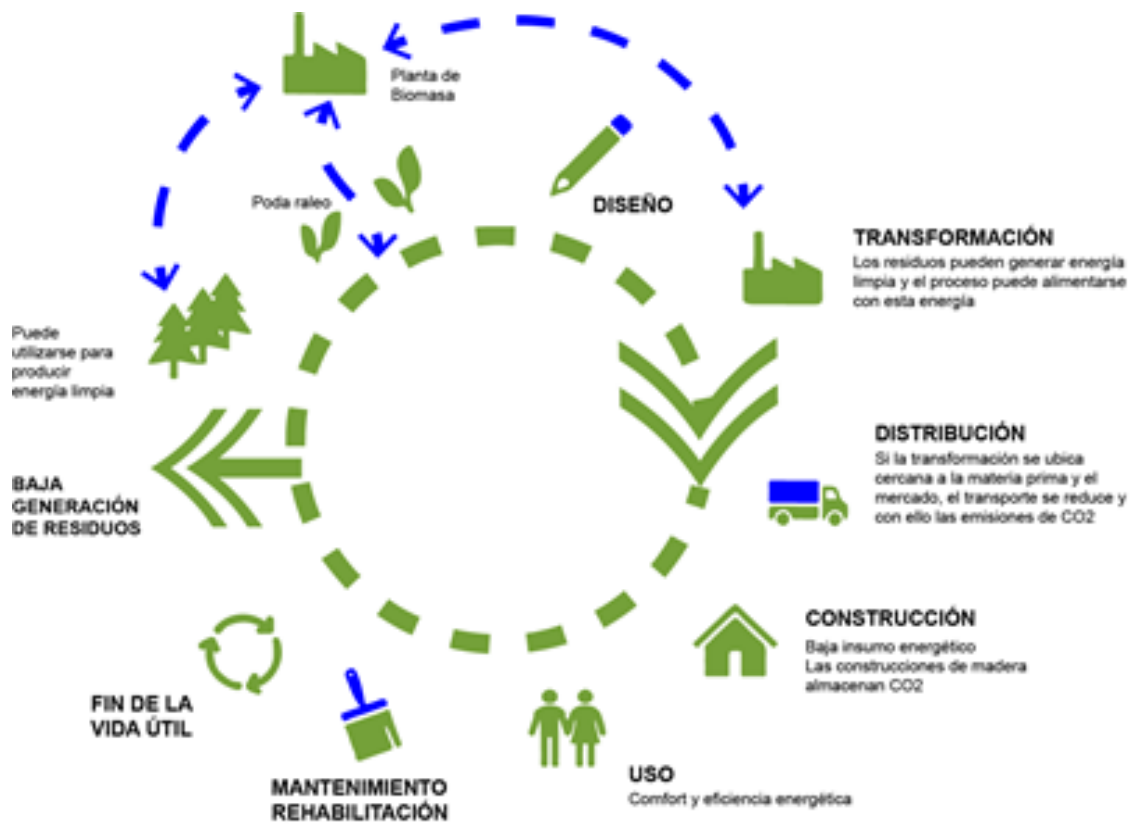 Planta de
Biomasa
Poda raleo
DISEÑO
TRANSFORMACIÓN
Los residuos pueden generar energía
limpia y el proceso puede alimentarse
con esta energía
Puede
utilizarse para
producir
energía limpia
DISTRIBUCIÓN
Si la transformación se ubica
cercana a la materia prima y el
mercado, el transporte se reduce y
con ello las emisiones de CO2
BAJA
GENERACIÓN
DE RESIDUOS
CONSTRUCCIÓN
Baja insumo energético
Las construcciones de madera
almacenan CO2
FIN DE LA
VIDA ÚTIL
USO
Comfort y eficiencia energética
MANTENIMIENTO
REHABILITACIÓN